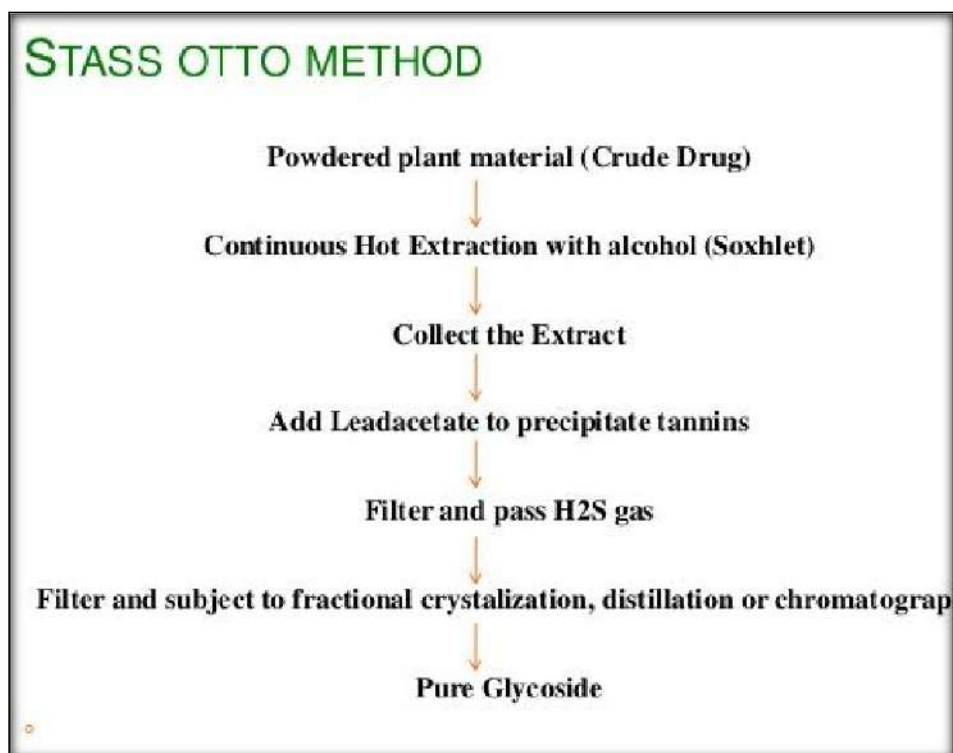 STASS OTTO METHOD
Powdered plant material (Crude Drug)
Continuous Hot Extraction with alcohol (Soxhlet)
Collect the Extract
Add Leadacetate to precipitate tannins
Filter and pass H2S gas
Filter and subject to fractional crystalization, distillation or chromatograp
Pure Glycoside